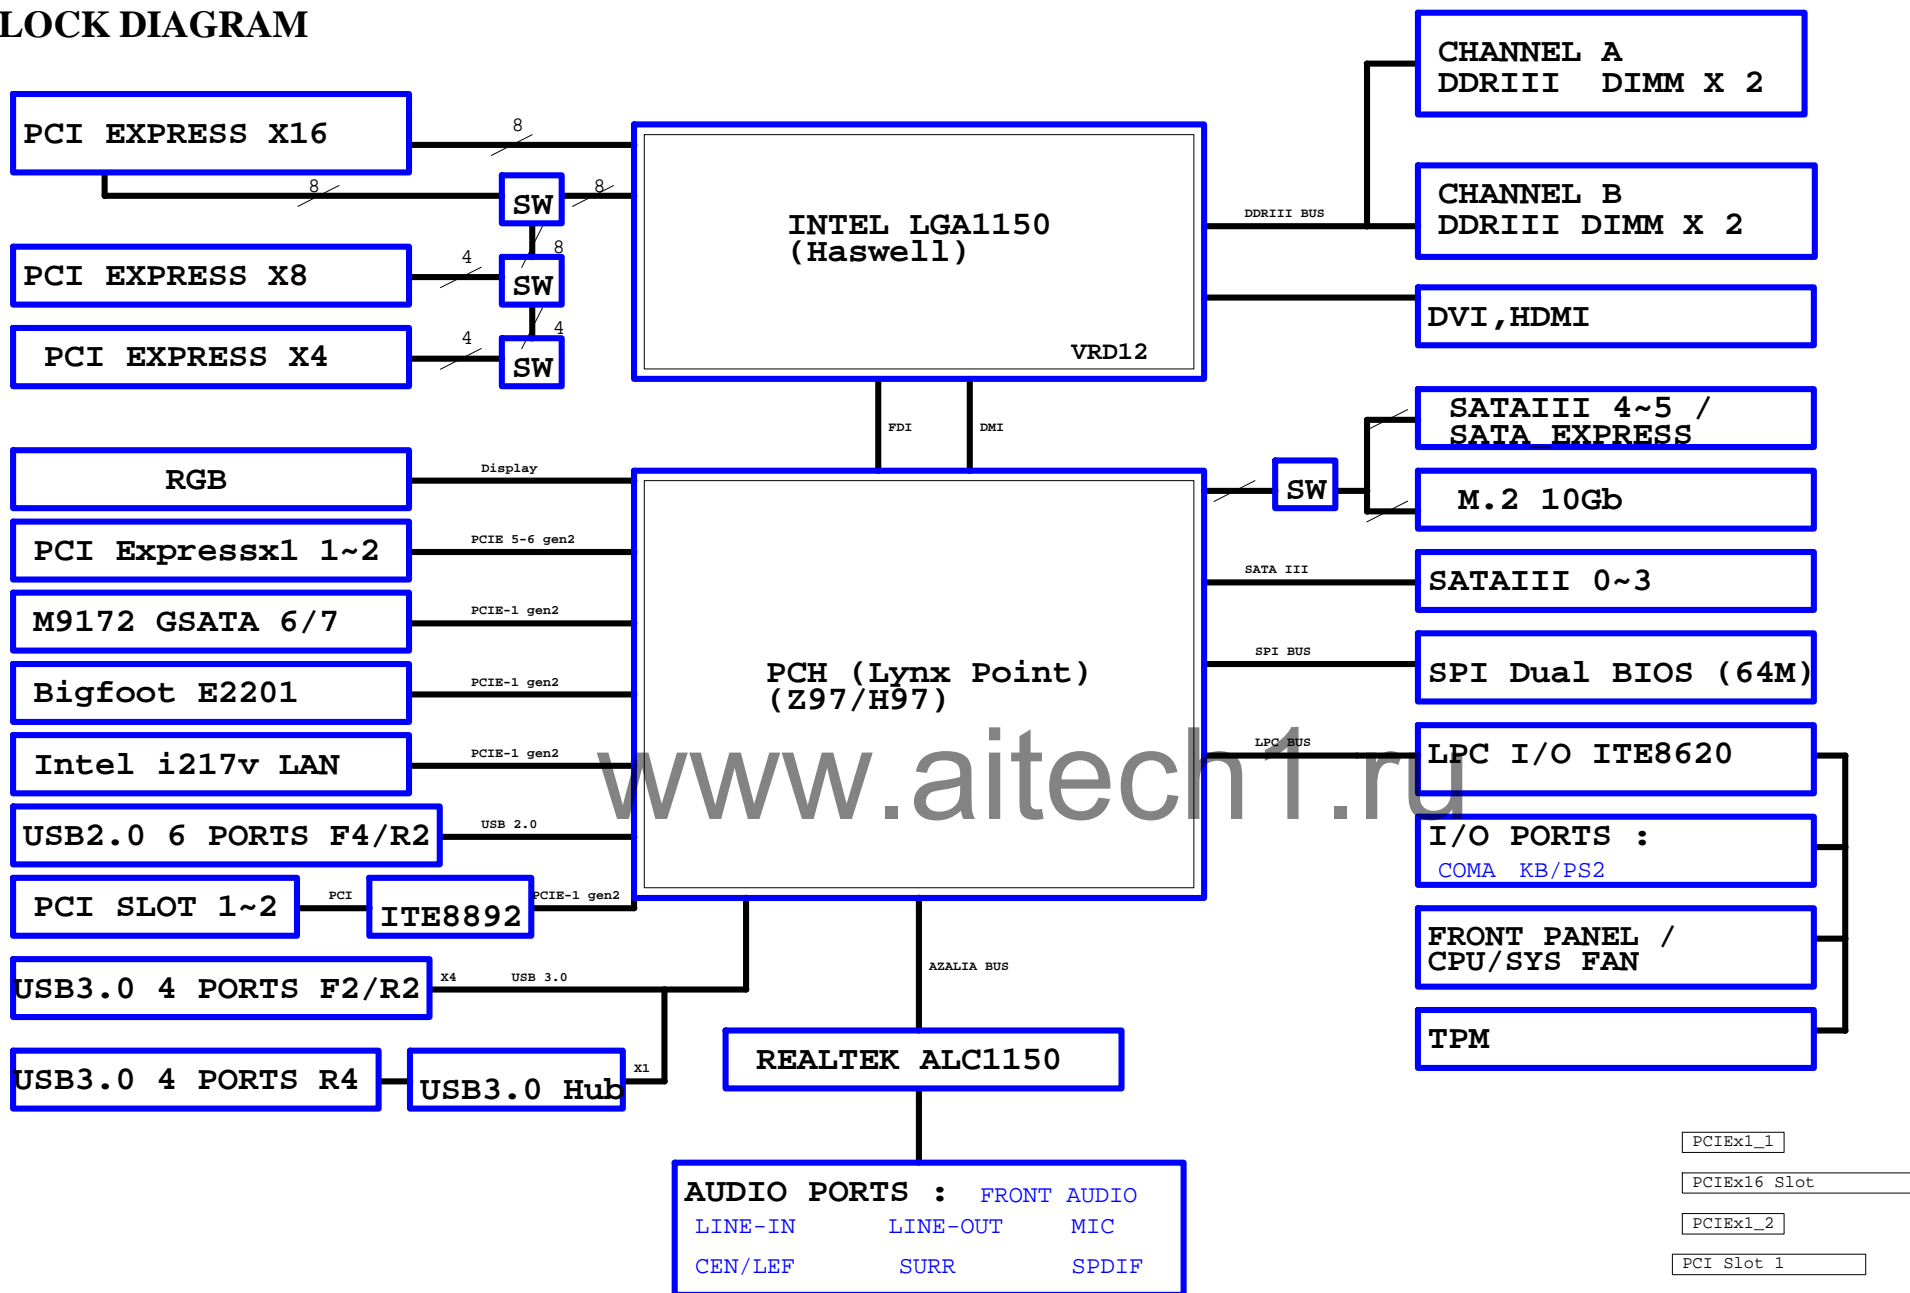 LOCK DIAGRAM
CHANNEL A
DDRIII DIMM X 2
PCI EXPRESS X16
8
8
SW
8
CHANNEL B
DDRIII DIMM X 2
INTEL LGA1150
(Haswell)
VRD12
DDRIII BUS
PCI EXPRESS X8
4
SW
8
DVI,HDMI
PCI EXPRESS X4
4
SW
4
FDI
DMI
SATAIII 4~5 /
SATA EXPRESS
SW
M.2 10Gb
RGB
Display
PCI Expressx1 1~2
PCIE 5-6 gen2
SATA III
SATAIII 0~3
M9172 GSATA 6/7
PCIE-1 gen2
PCH (Lynx Point)
(Z97/H97)
SPI BUS
SPI Dual BIOS (64M)
Bigfoot E2201
PCIE-1 gen2
Intel i217v LAN
PCIE-1 gen2
LPC BUS
LPC I/O ITE8620
www.aitech1.ru
USB2.0 6 PORTS F4/R2
USB 2.0
I/O PORTS :
COMA KB/PS2
PCI SLOT 1~2
PCI
ITE8892
PCIE-1 gen2
FRONT PANEL /
CPU/SYS FAN
USB3.0 4 PORTS F2/R2
X4
USB 3.0
AZALIA BUS
TPM
USB3.0 4 PORTS R4
USB3.0 Hub
X1
REALTEK ALC1150
AUDIO PORTS : FRONT AUDIO
LINE-IN LINE-OUT MIC
CEN/LEF SURR SPDIF
PCIEx1_1
PCIEx16 Slot
PCIEx1_2
PCI Slot 1